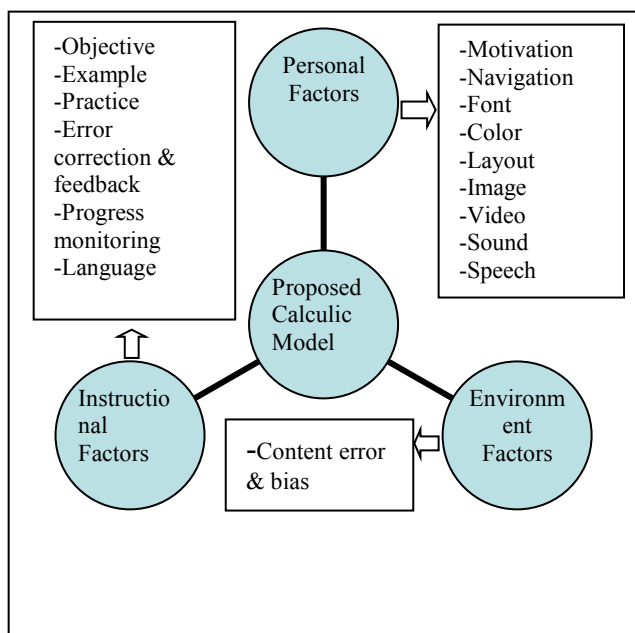 -Objective
-Example
-Practice
-Error
correction &
feedback
-Progress
monitoring
-Language
Personal
Factors
-Motivation
-Navigation
-Font
-Color
-Layout
-Image
-Video
-Sound
-Speech
Proposed
Calculic
Model
Instructio
nal
Factors
-Content error
& bias
Environm
ent
Factors